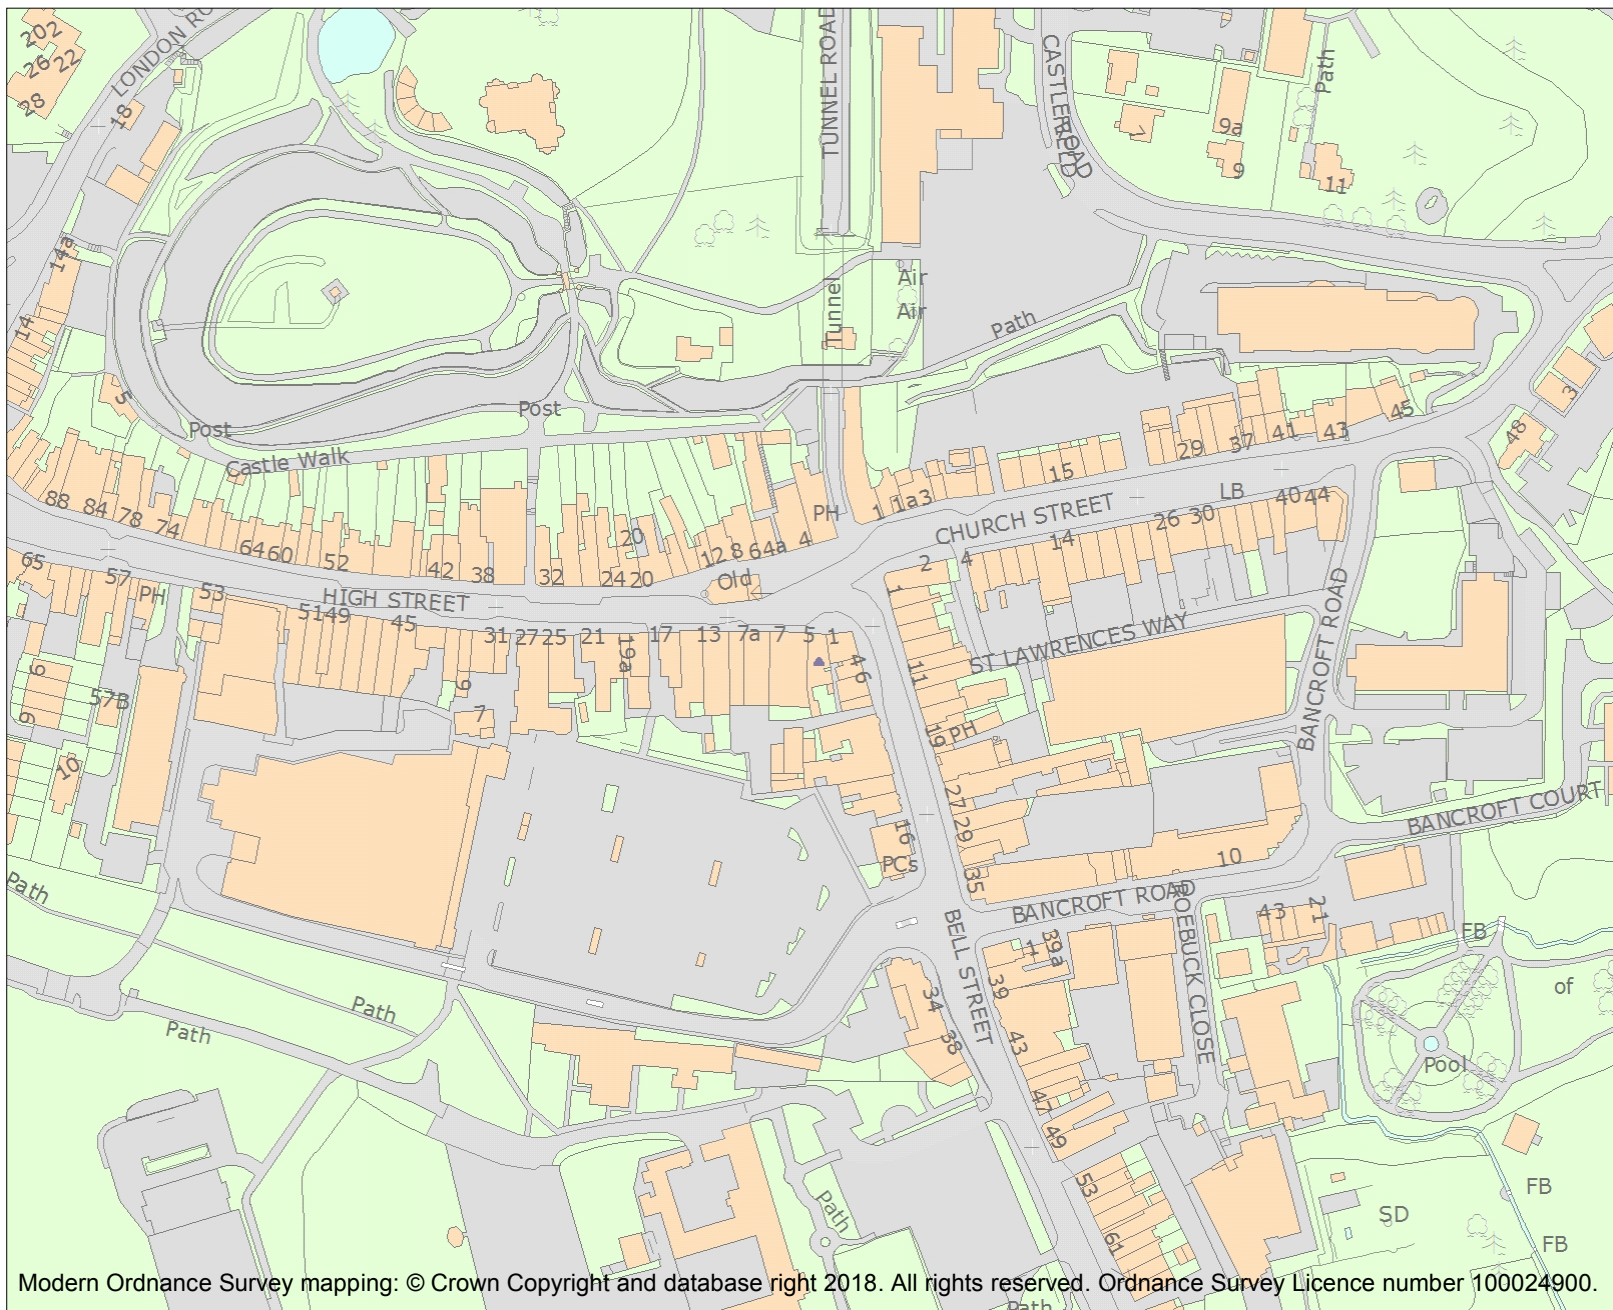 202
26 22
28
LONDON RO
18
TUNNEL ROAD
CASTLEFIELD
ROAD
Path
7
9a
9
11
14a
14
5
Tunnel
Air
Air
Path
Post
Post
Castle Walk
3
48
45
43
41
37
29
15
1 1a3
PH
CHURCH STREET
LB
40 44
26 30
14
4
2
88 84 78 74
64 60
52
42 38
32
24 20
20
12 8 6 4a 4
Old
65
57
PH
53
HIGH STREET
51 49
45
31 27 25
21
19a
17
13
7a
7
5
1
4 6
1
11
19
PH
ST LAWRENCES WAY
BANCROFT ROAD
BANCROFT COURT
6
9
57B
10
9
7
27
29
35
16
PCs
10
BANCROFT ROAD
ROEBUCK CLOSE
43
21
FB
of
Pool
BELL STREET
1
39a
39
43
34
38
47
49
53
61
Path
Path
Path
Path
SD
FB
FB
Path
Modern Ordnance Survey mapping: © Crown Copyright and database right 2018. All rights reserved. Ordnance Survey Licence number 100024900.